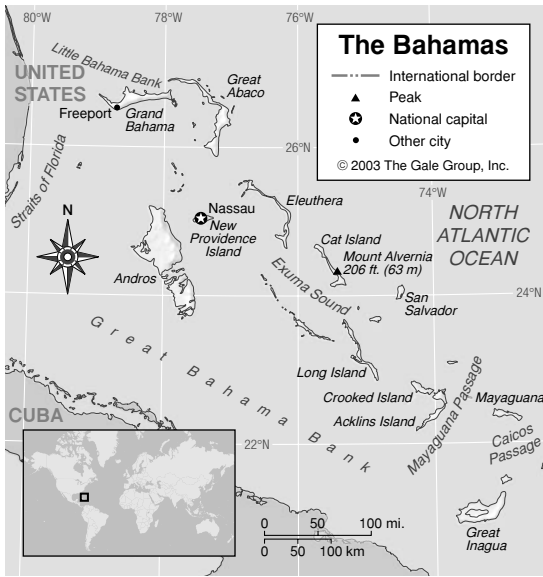 80°W
78°W
76°W
The Bahamas
International border
Peak
National capital
Other city
© 2003 The Gale Group, Inc.
Little Bahama Bank
UNITED
STATES
Great
Abaco
Freeport
Grand
Bahama
26°N
Straits of Florida
74°W
Eleuthera
N
Nassau
New
Providence
Island
NORTH
ATLANTIC
OCEAN
Cat Island
Mount Alvernia
206 ft. (63 m)
Andros
Exuma Sound
San
Salvador
24°N
Great Bahama Bank
Long Island
Crooked Island
Acklins Island
Mayaguana Passage
Mayaguana
Caicos
Passage
CUBA
22°N
0 50 100 mi.
0 50 100 km
Great
Inagua